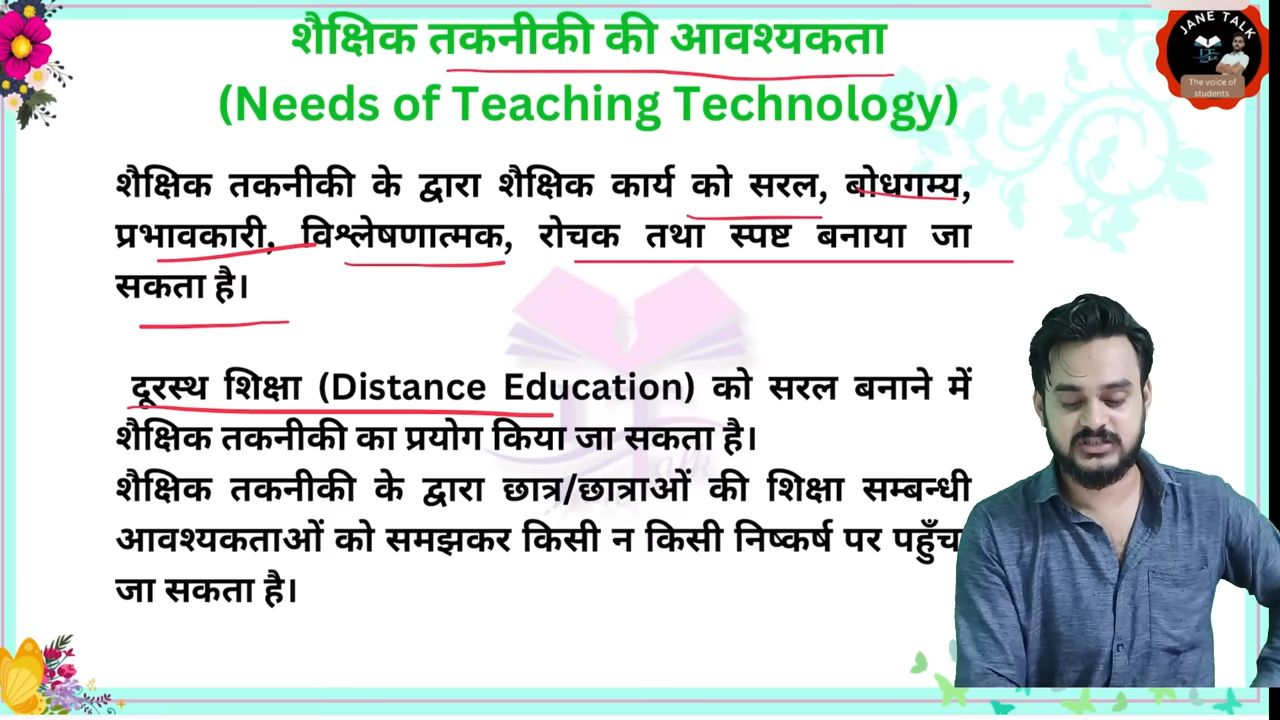 शैक्षिक तकनीकी की आवश्यकता
(Needs of Teaching Technology)
JANE TALK
The voice of
students
शैक्षिक तकनीकी के द्वारा शैक्षिक कार्य को सरल, बोधगम्य,
प्रभावकारी, विश्लेषणात्मक, रोचक तथा स्पष्ट बनाया जा
सकता है।
दूरस्थ शिक्षा (Distance Education) को सरल बनाने में
शैक्षिक तकनीकी का प्रयोग किया जा सकता है।
शैक्षिक तकनीकी के द्वारा छात्र/छात्राओं की शिक्षा सम्बन्धी
आवश्यकताओं को समझकर किसी न किसी निष्कर्ष पर
जा सकता है।